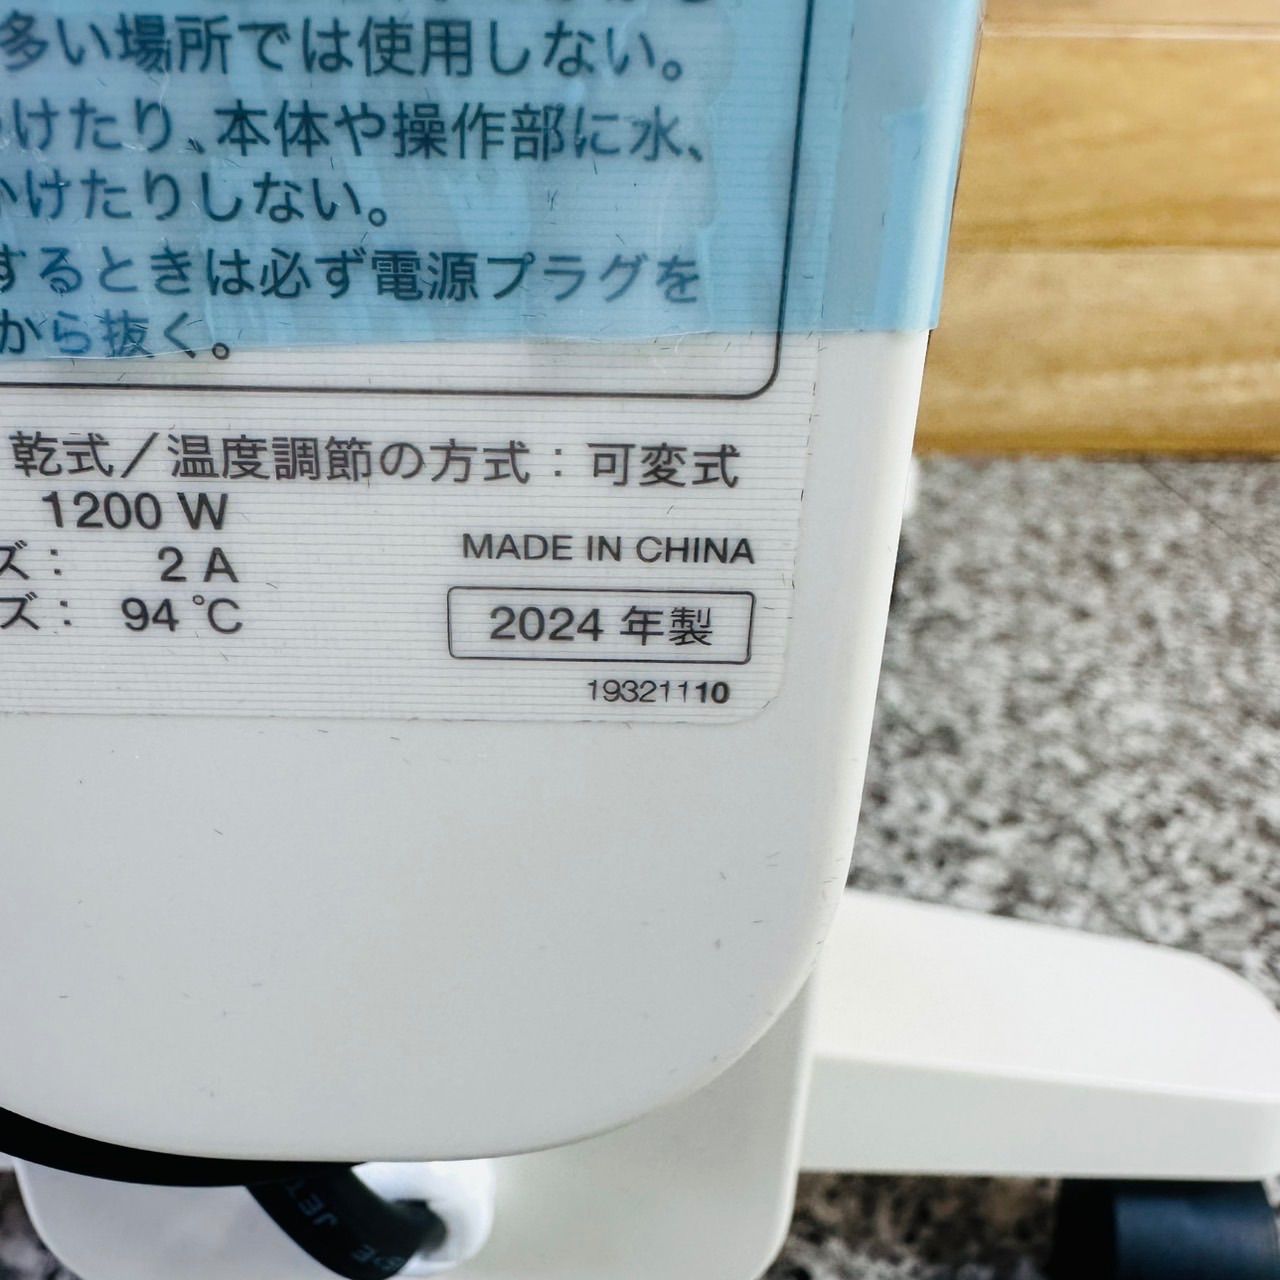 多い場所では使用しない。
けたり、本体や操作部に水、
かけたりしない。
するときは必ず電源プラグを
から抜く。
乾式／温度調節の方式：可変式
1200 W
ズ： 2 A
ズ： 94 ℃
MADE IN CHINA
2024 年製
19321110
JET